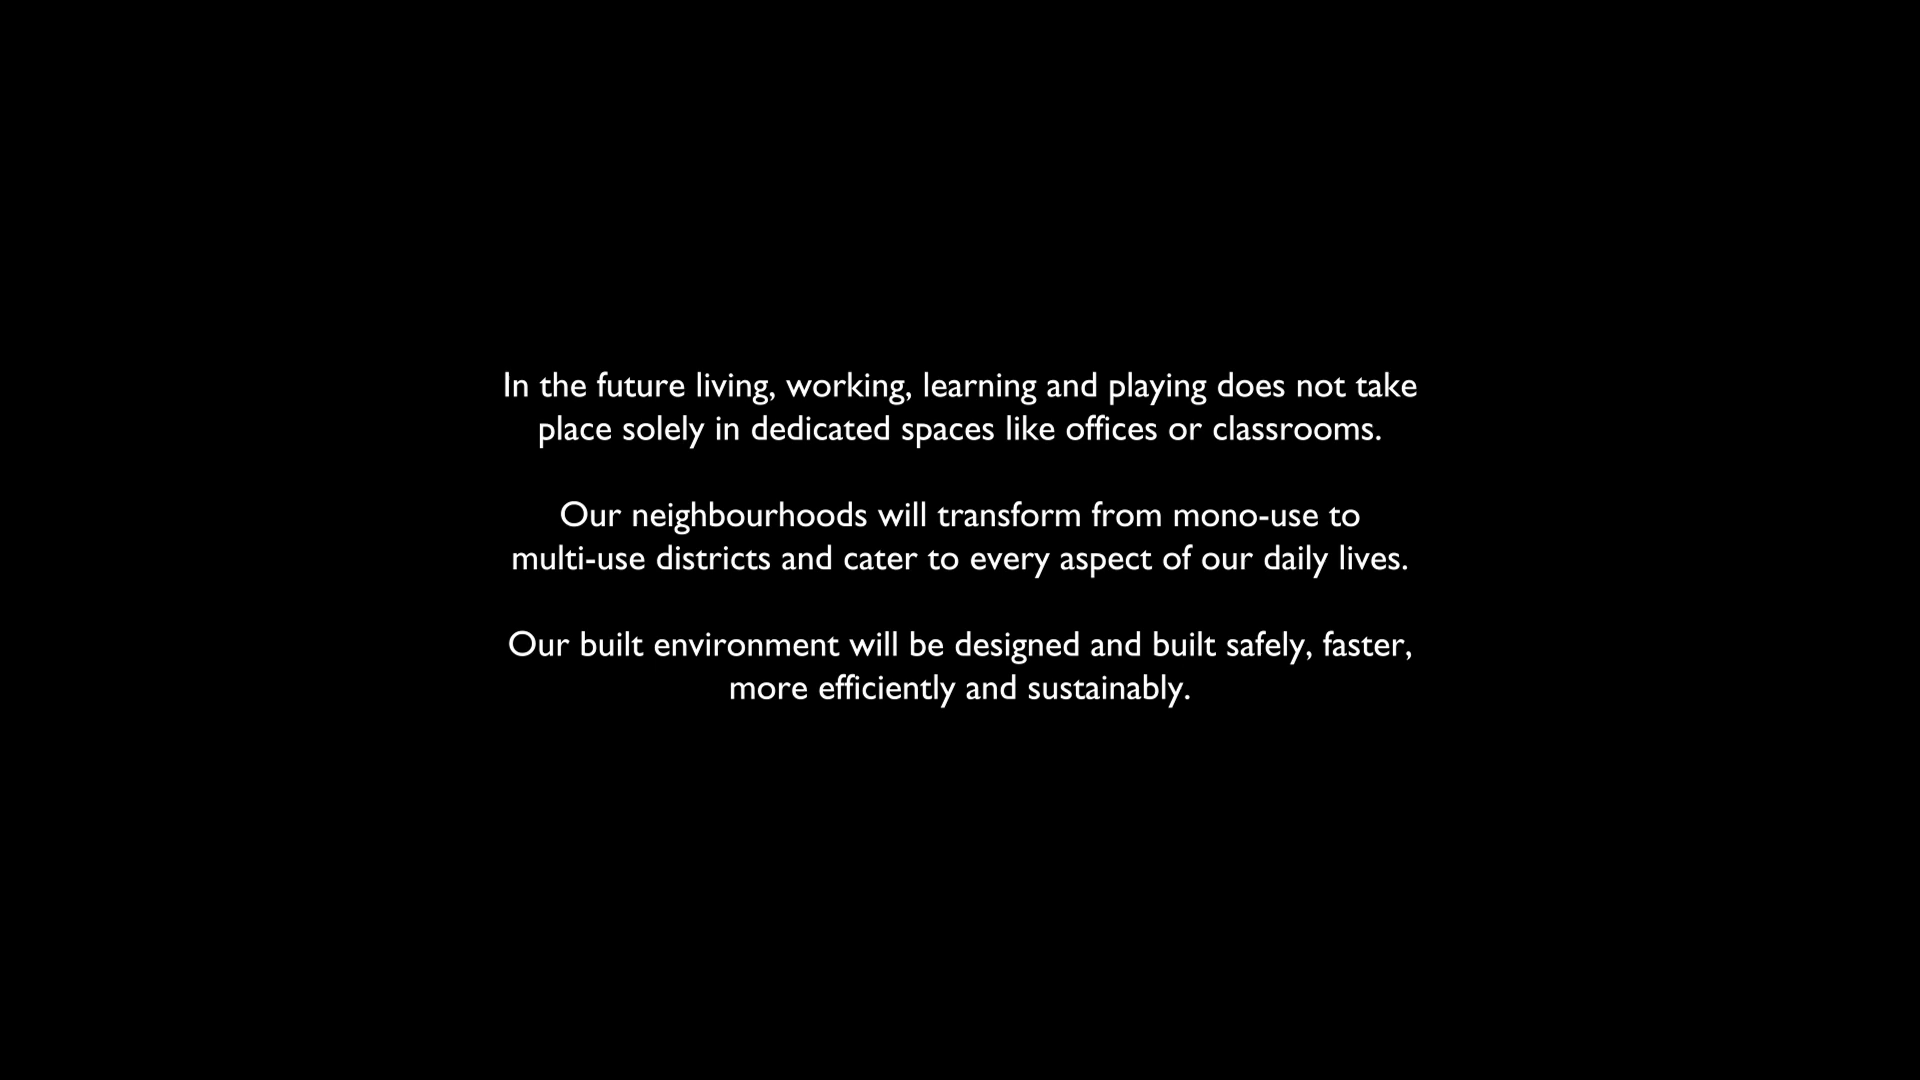 In the future living, working, learning and playing does not take
place solely in dedicated spaces like offices or classrooms.
Our neighbourhoods will transform from mono-use to
multi-use districts and cater to every aspect of our daily lives.
Our built environment will be designed and built safely, faster,
more efficiently and sustainably.